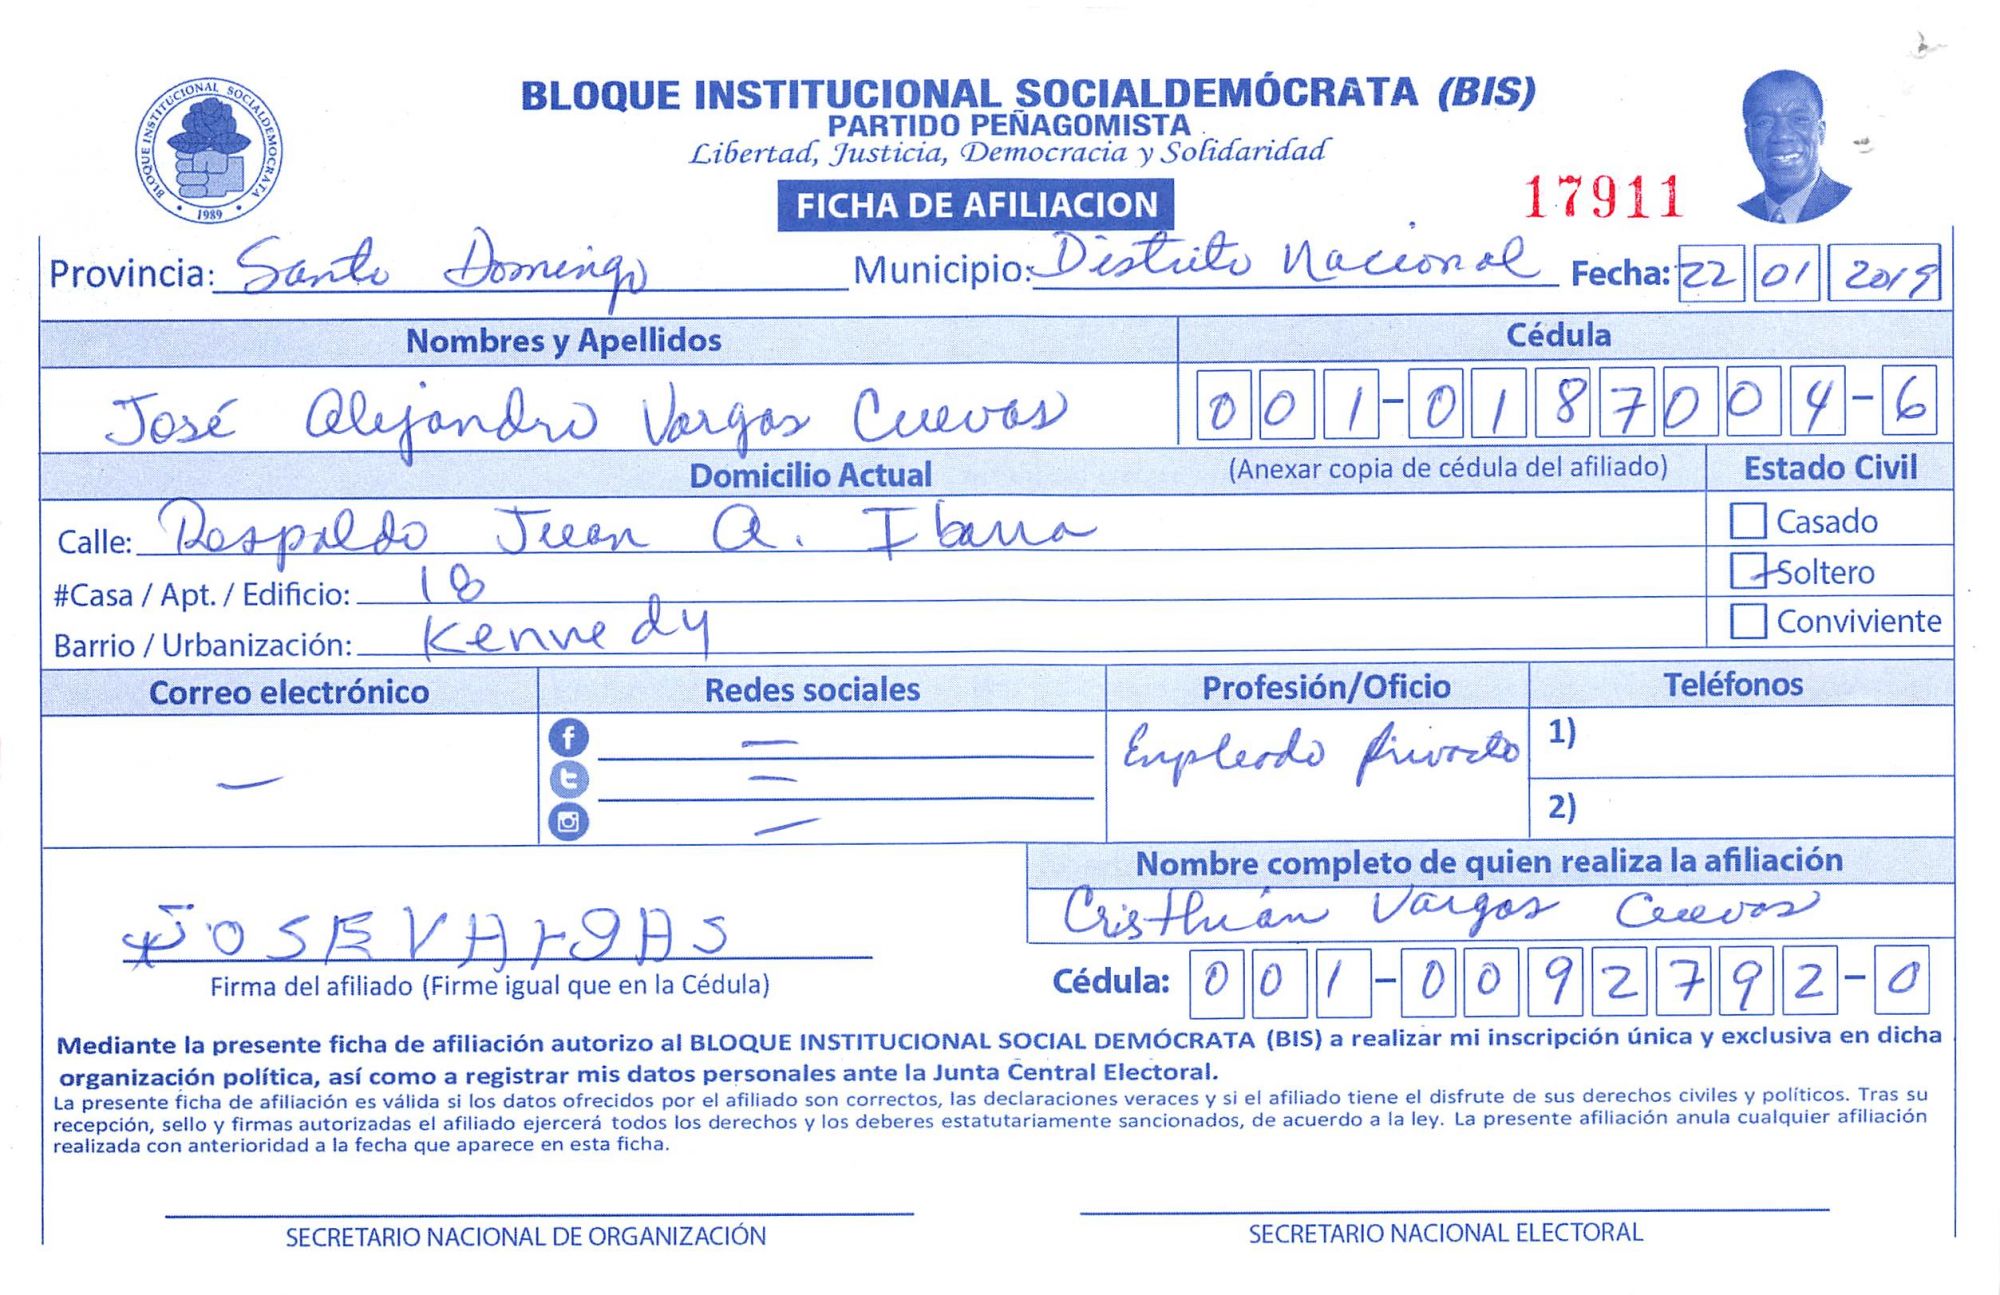 BLOQUE INSTITUCIONAL SOCIALDEMOCRATA
1989
BLOQUE INSTITUCIONAL SOCIALDEMÓCRATA (BIS)
PARTIDO PEÑAGOMISTA
Libertad, Justicia, Democracia y Solidaridad
FICHA DE AFILIACION
17911
Provincia: Santo Domingo Municipio: Distrito Nacional Fecha: 22 01 2019
Nombres y Apellidos Cédula
José Alejandro Vargas Cuevas 001-0187004-6
Domicilio Actual (Anexar copia de cédula del afiliado) Estado Civil
Calle: Respaldo Juan A. Ibarra Casado
#Casa / Apt. / Edificio: 18 Soltero
Barrio / Urbanización: Kennedy Conviviente
Correo electrónico Redes sociales Profesión/Oficio Teléfonos
— f — Empleado privado 1)
t —
— 2)
Nombre completo de quien realiza la afiliación
JOSE VARGAS Cristhián Vargas Cuevas
Firma del afiliado (Firme igual que en la Cédula) Cédula: 001-0092792-0
Mediante la presente ficha de afiliación autorizo al BLOQUE INSTITUCIONAL SOCIAL DEMÓCRATA (BIS) a realizar mi inscripción única y exclusiva en dicha
organización política, así como a registrar mis datos personales ante la Junta Central Electoral.
La presente ficha de afiliación es válida si los datos ofrecidos por el afiliado son correctos, las declaraciones veraces y si el afiliado tiene el disfrute de sus derechos civiles y políticos. Tras su
recepción, sello y firmas autorizadas el afiliado ejercerá todos los derechos y los deberes estatutariamente sancionados, de acuerdo a la ley. La presente afiliación anula cualquier afiliación
realizada con anterioridad a la fecha que aparece en esta ficha.
SECRETARIO NACIONAL DE ORGANIZACIÓN SECRETARIO NACIONAL ELECTORAL